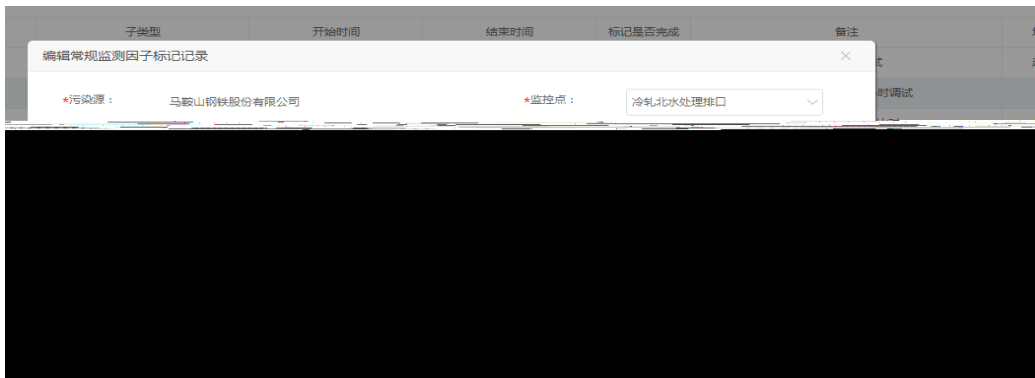 子类型 开始时间 结束时间 标记是否完成 备注
编辑常规监测因子标记记录
试
*污染源： 马鞍山钢铁股份有限公司 *监控点： 冷轧北水处理排口
时调试